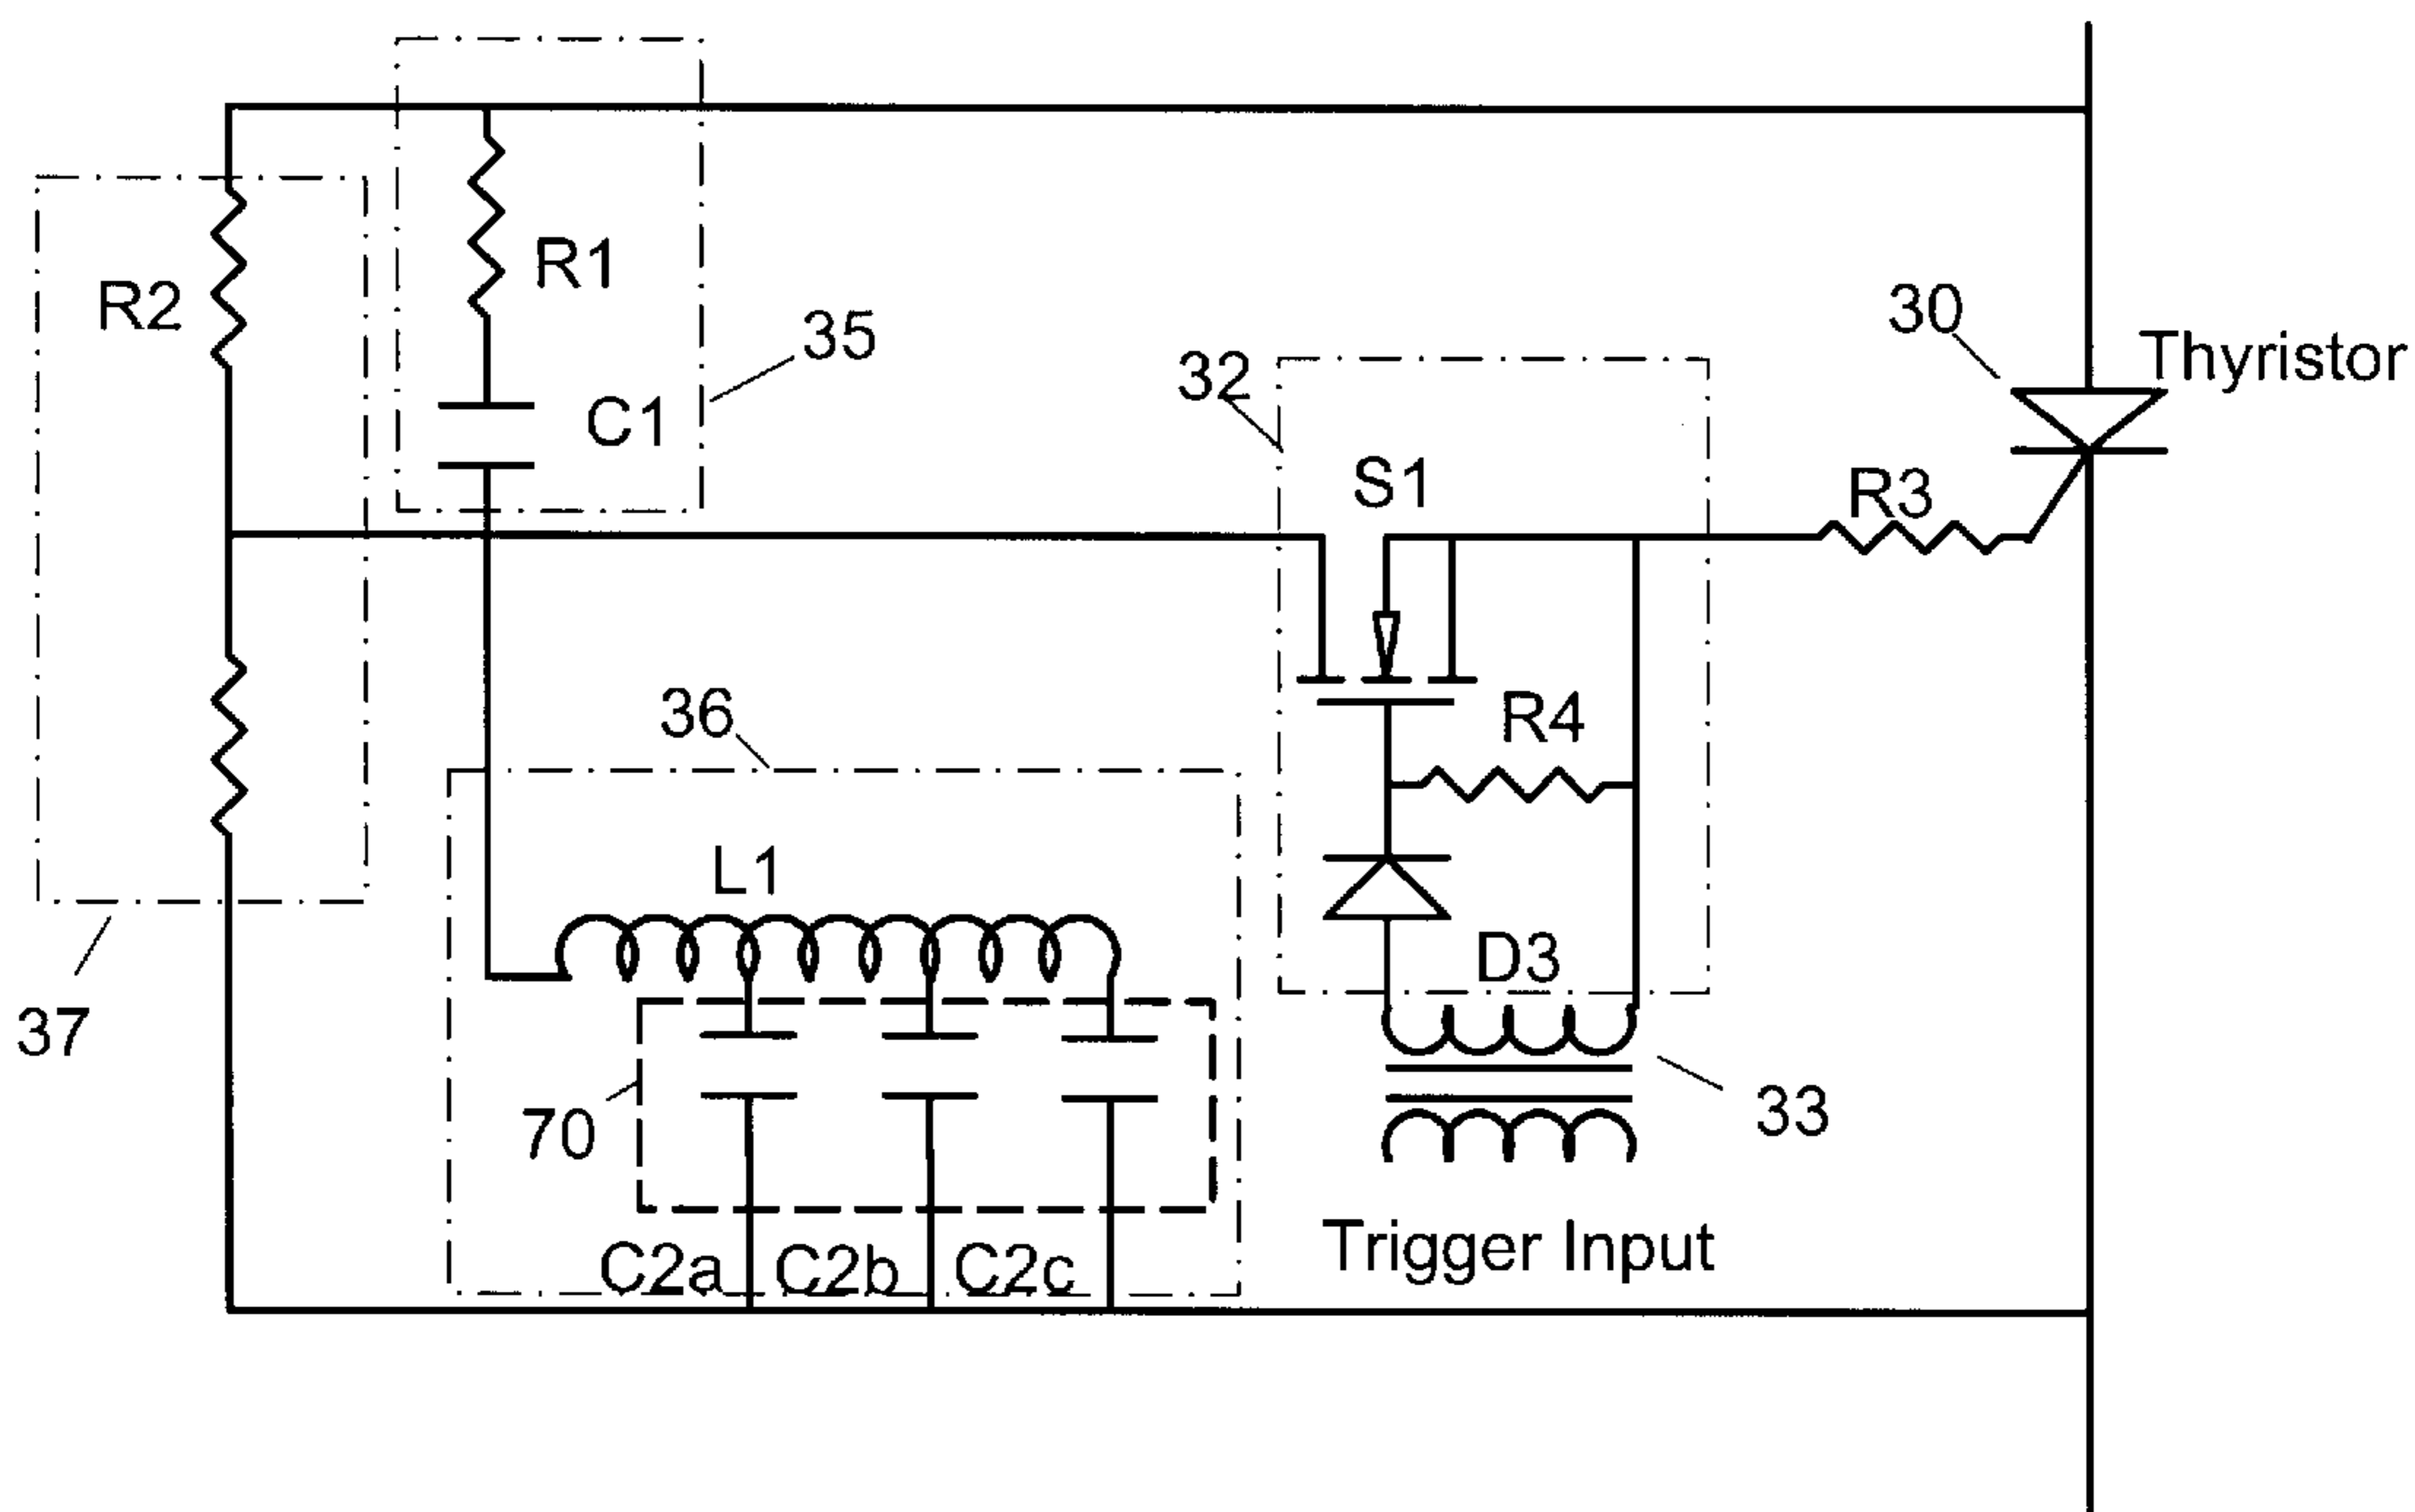 R1
R2
35
30
Thyristor
32
C1
S1
R3
36
R4
L1
D3
37
70
33
C2a
C2b
C2c
Trigger Input